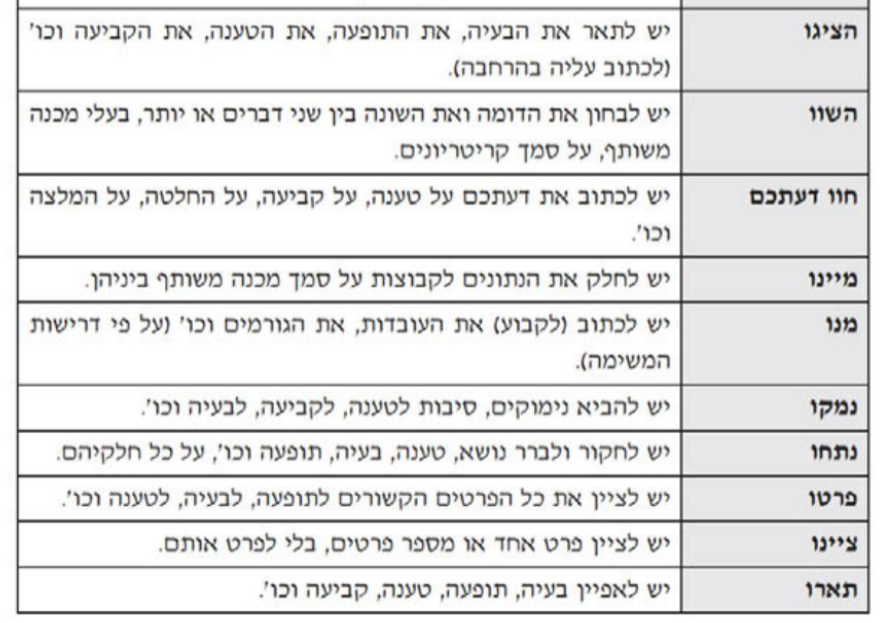 הציגו יש לתאר את הבעיה, את התופעה, את הטענה, את הקביעה וכו'
(לכתוב עליה בהרחבה).
השוו יש לבחון את הדומה ואת השונה בין שני דברים או יותר, בעלי מכנה
משותף, על סמך קריטריונים.
חוו דעתכם יש לכתוב את דעתכם על טענה, על קביעה, על החלטה, על המלצה
וכו'.
מיינו יש לחלק את הנתונים לקבוצות על סמך מכנה משותף ביניהן.
מנו יש לכתוב (לקבוע) את העובדות, את הגורמים וכו' (על פי דרישות
המשימה).
נמקו יש להביא נימוקים, סיבות לטענה, לקביעה, לבעיה וכו'.
נתחו יש לחקור ולברר נושא, טענה, בעיה, תופעה וכו', על כל חלקיהם.
פרטו יש לציין את כל הפרטים הקשורים לתופעה, לבעיה, לטענה וכו'.
ציינו יש לציין פרט אחד או מספר פרטים, בלי לפרט אותם.
תארו יש לאפיין בעיה, תופעה, טענה, קביעה וכו'.